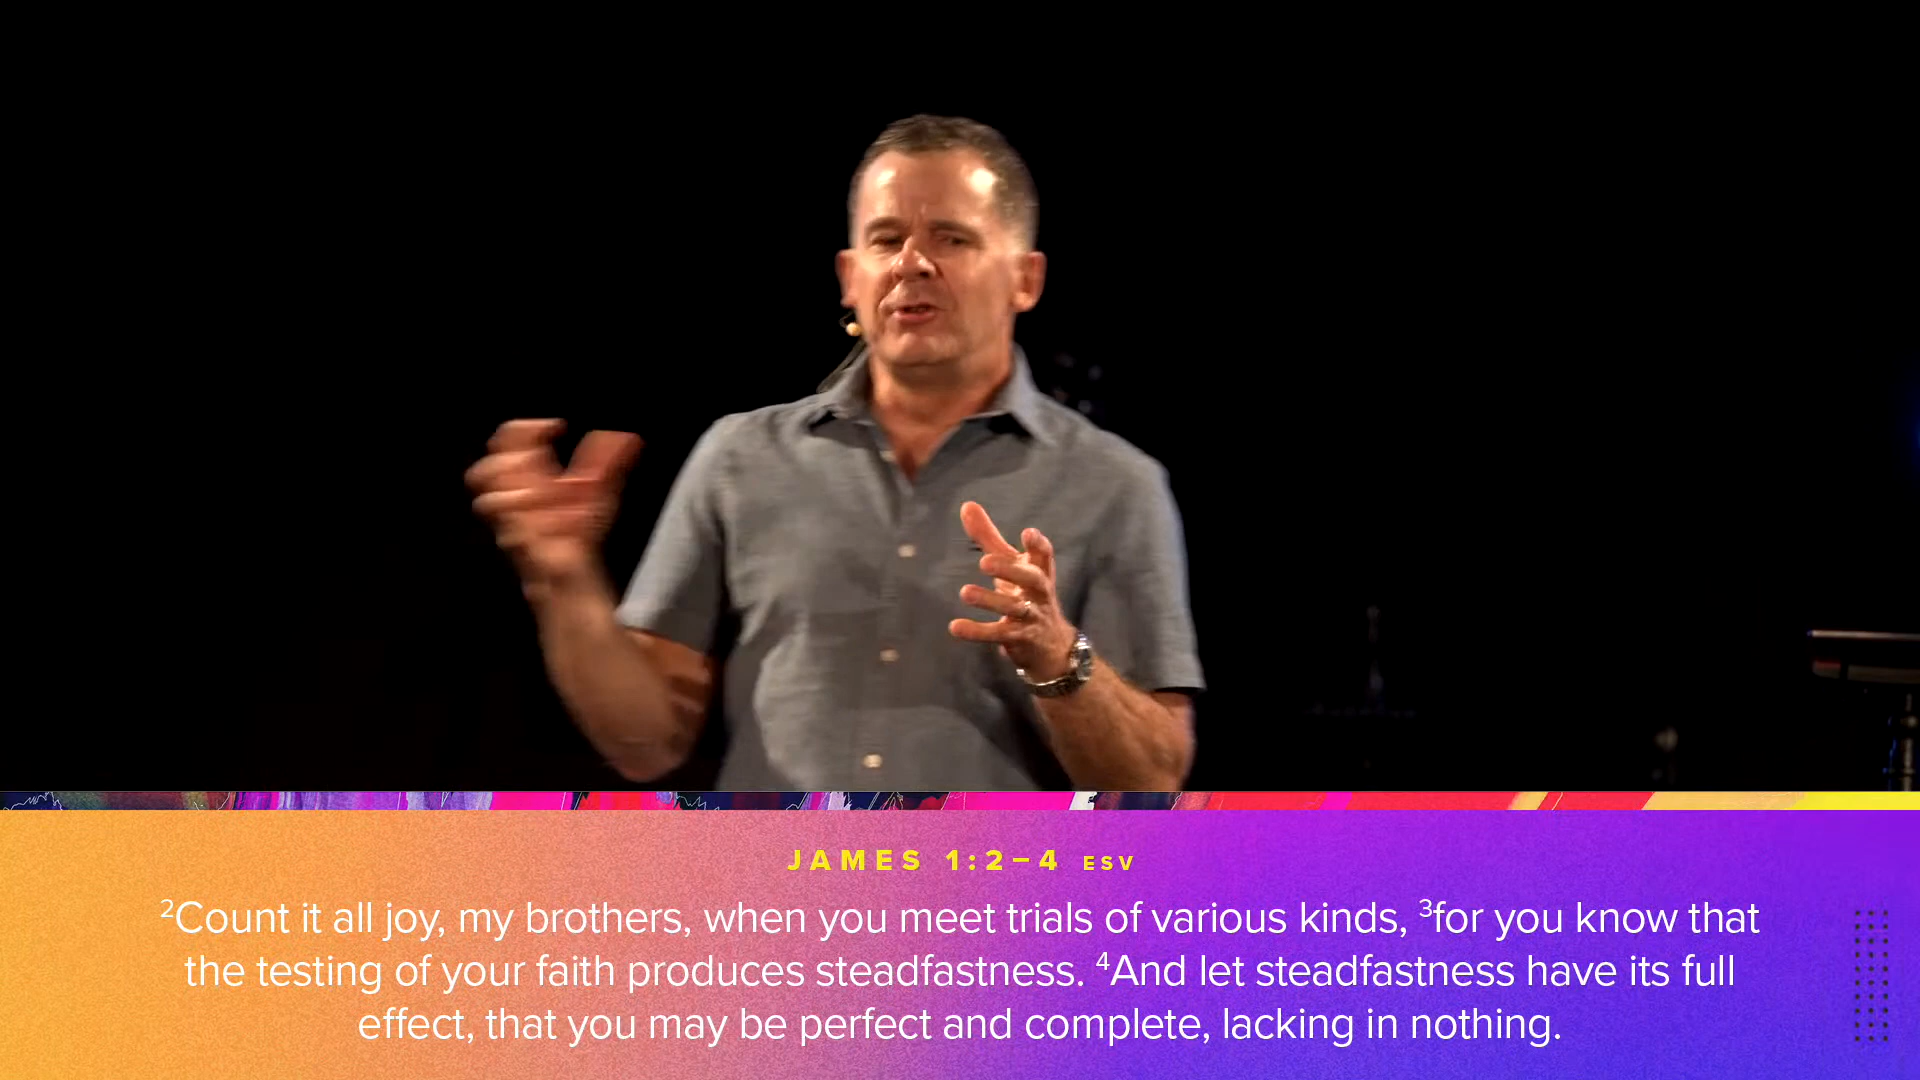 JAMES 1:2–4 ESV
²Count it all joy, my brothers, when you meet trials of various kinds, ³for you know that
the testing of your faith produces steadfastness. ⁴And let steadfastness have its full
effect, that you may be perfect and complete, lacking in nothing.